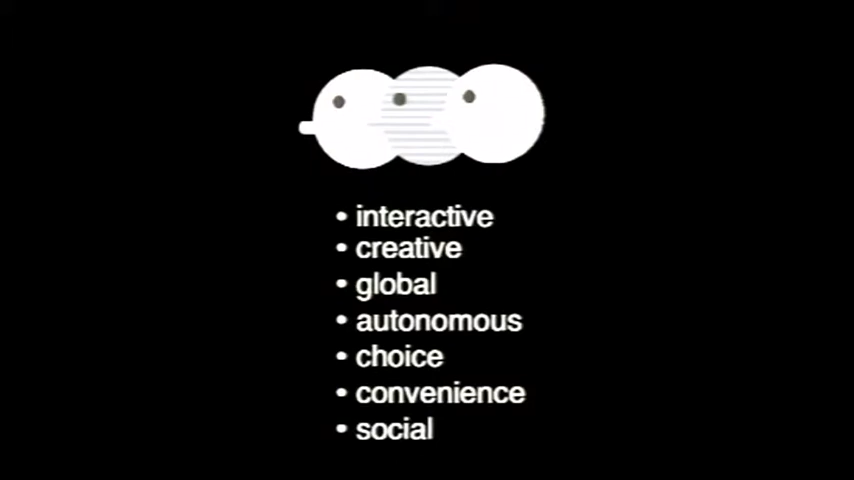 • interactive
• creative
• global
• autonomous
• choice
• convenience
• social